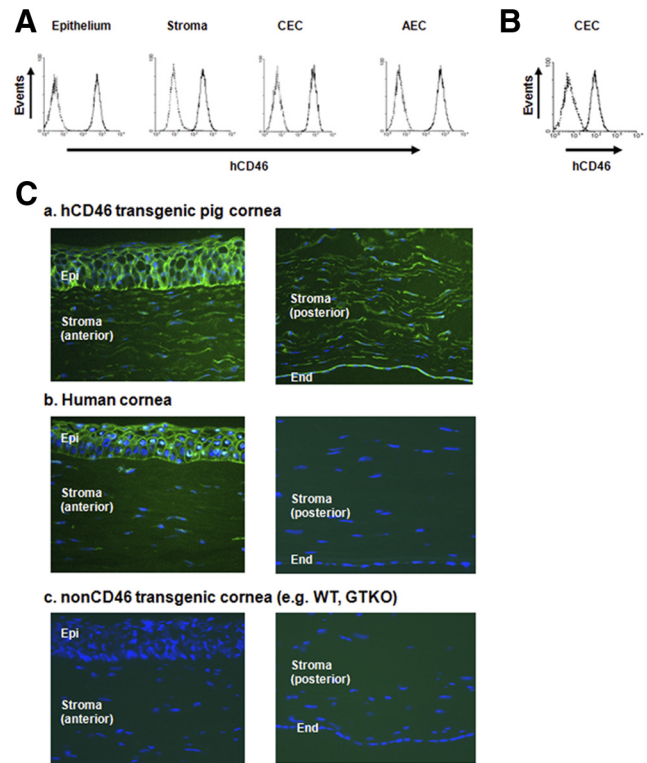 A
Epithelium Stroma CEC AEC
Events
hCD46
B
CEC
Events
hCD46
C
a. hCD46 transgenic pig cornea
Epi
Stroma
(anterior)
Stroma
(posterior)
End
b. Human cornea
Epi
Stroma
(anterior)
Stroma
(posterior)
End
c. nonCD46 transgenic cornea (e.g. WT, GTKO)
Epi
Stroma
(anterior)
Stroma
(posterior)
End